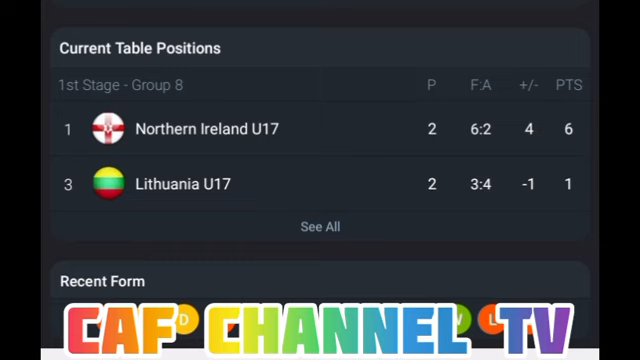 Current Table Positions
1st Stage - Group 8 P F:A +/- PTS
1 Northern Ireland U17 2 6:2 4 6
3 Lithuania U17 2 3:4 -1 1
See All
Recent Form
D L
CAF CHANNEL TV